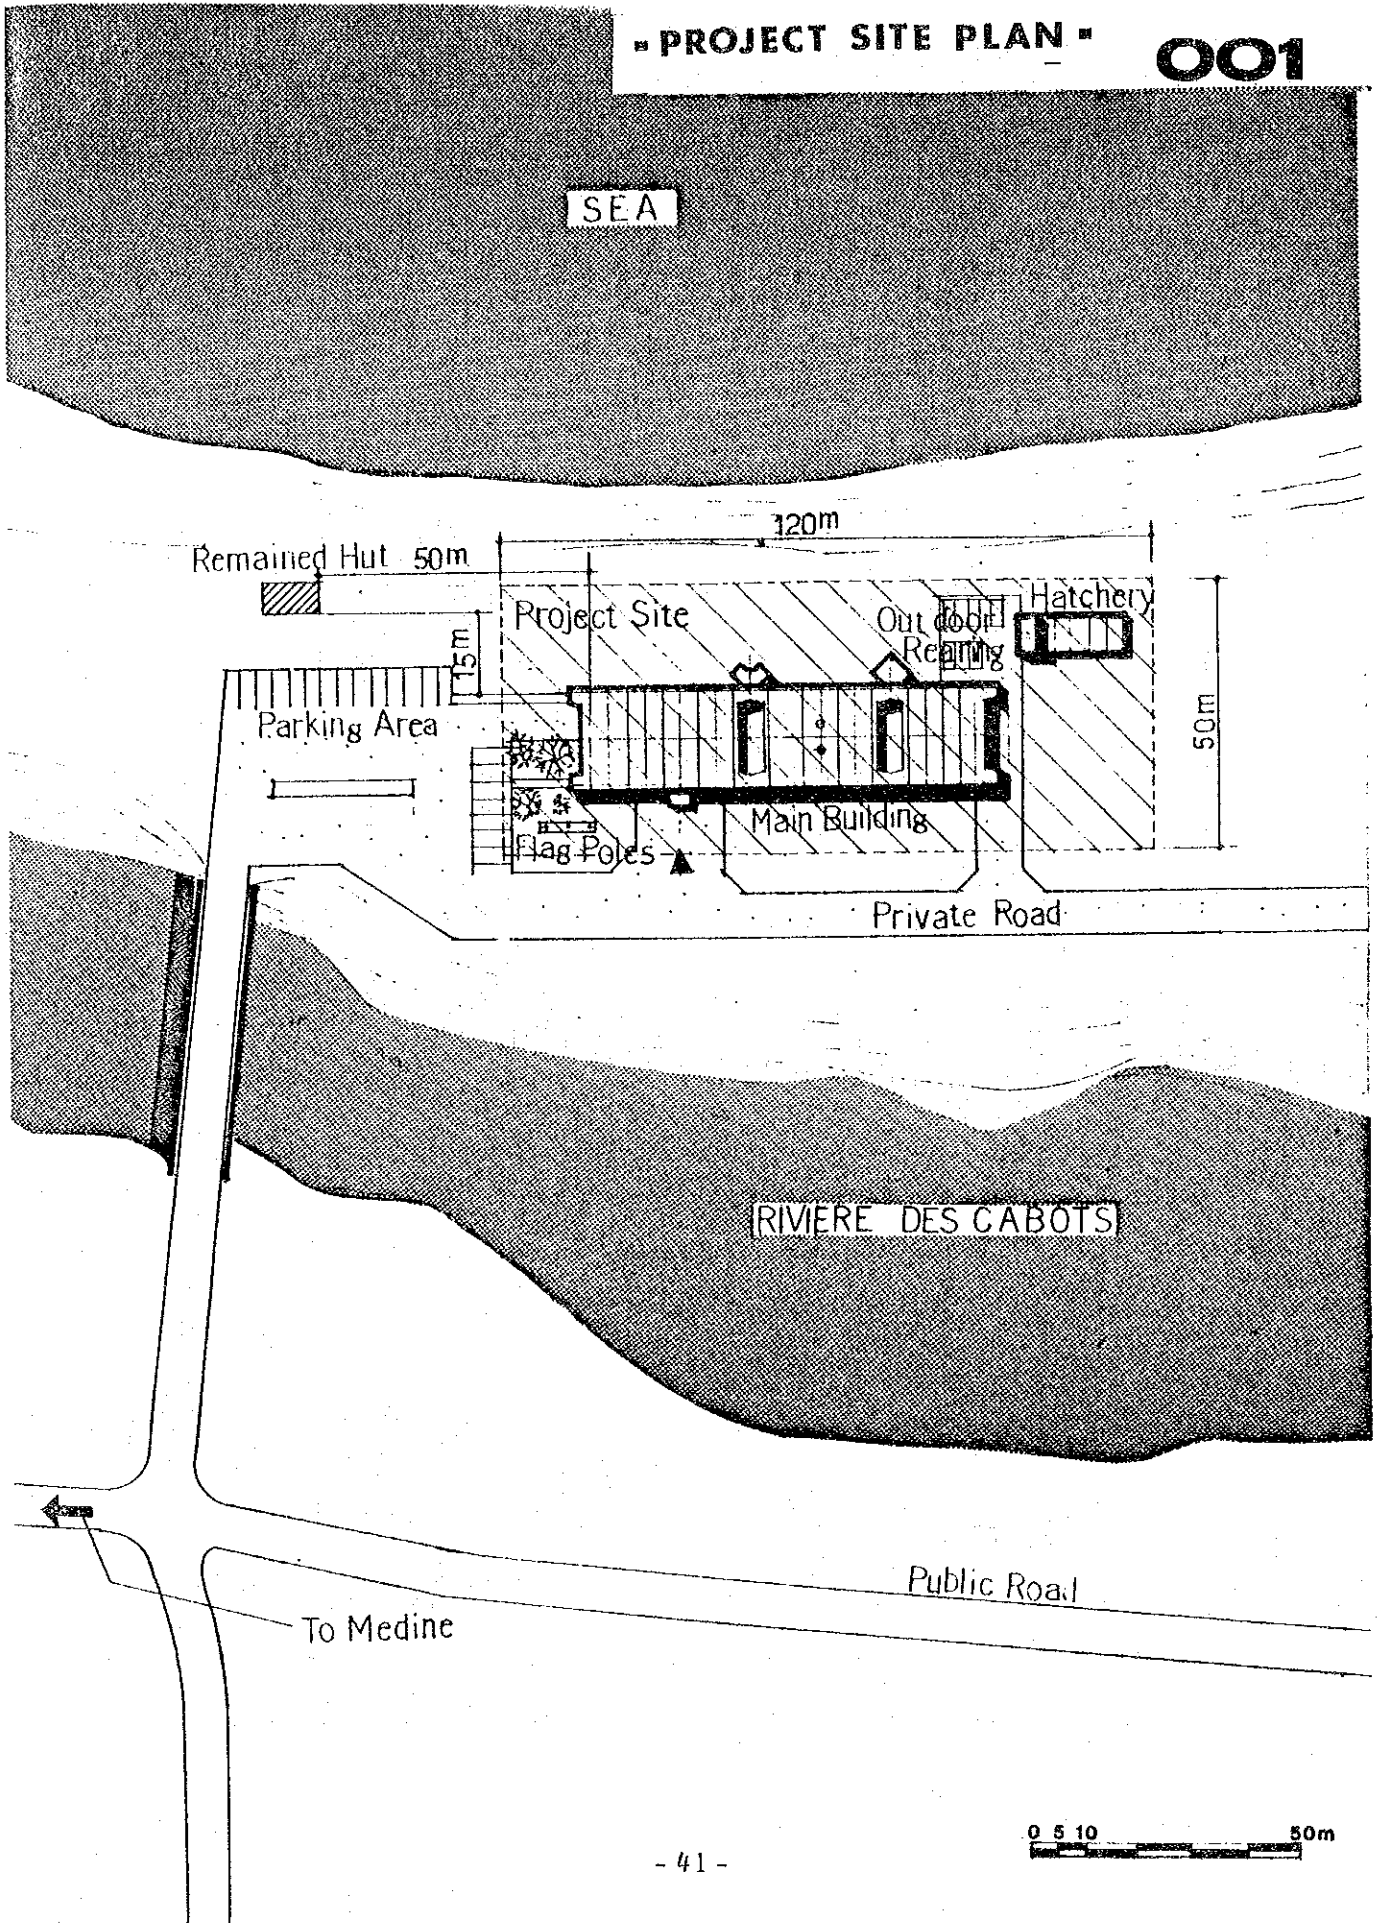 - PROJECT SITE PLAN - 001
SEA
120m
Remained Hut 50m
Hatchery
Project Site
Out door
Rearing
15m
50m
Parking Area
Main Building
Flag Poles
Private Road
RIVIERE DES CABOTS
Public Road
To Medine
0 5 10 50m
- 41 -